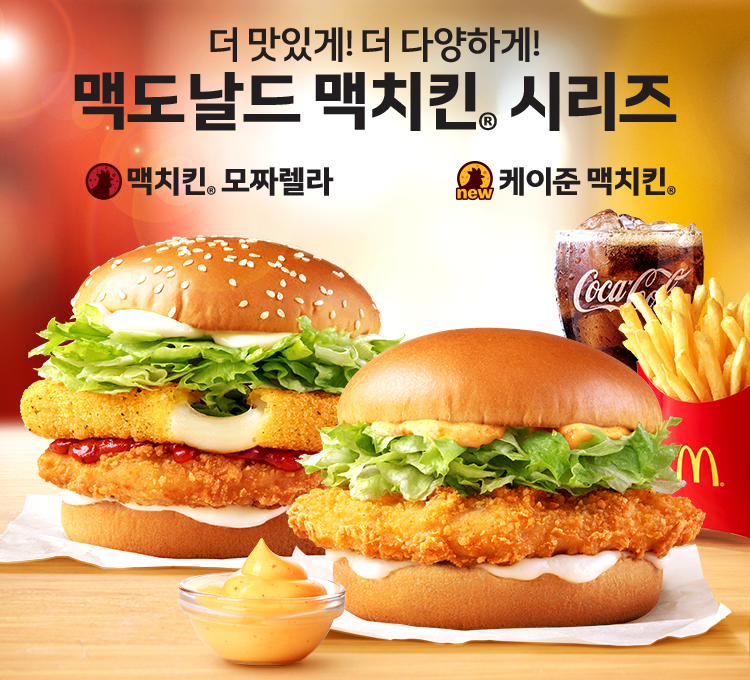 더 맛있게! 더 다양하게!
맥도날드 맥치킨® 시리즈
맥치킨® 모짜렐라
new 케이준 맥치킨®
Coca-Cola
M